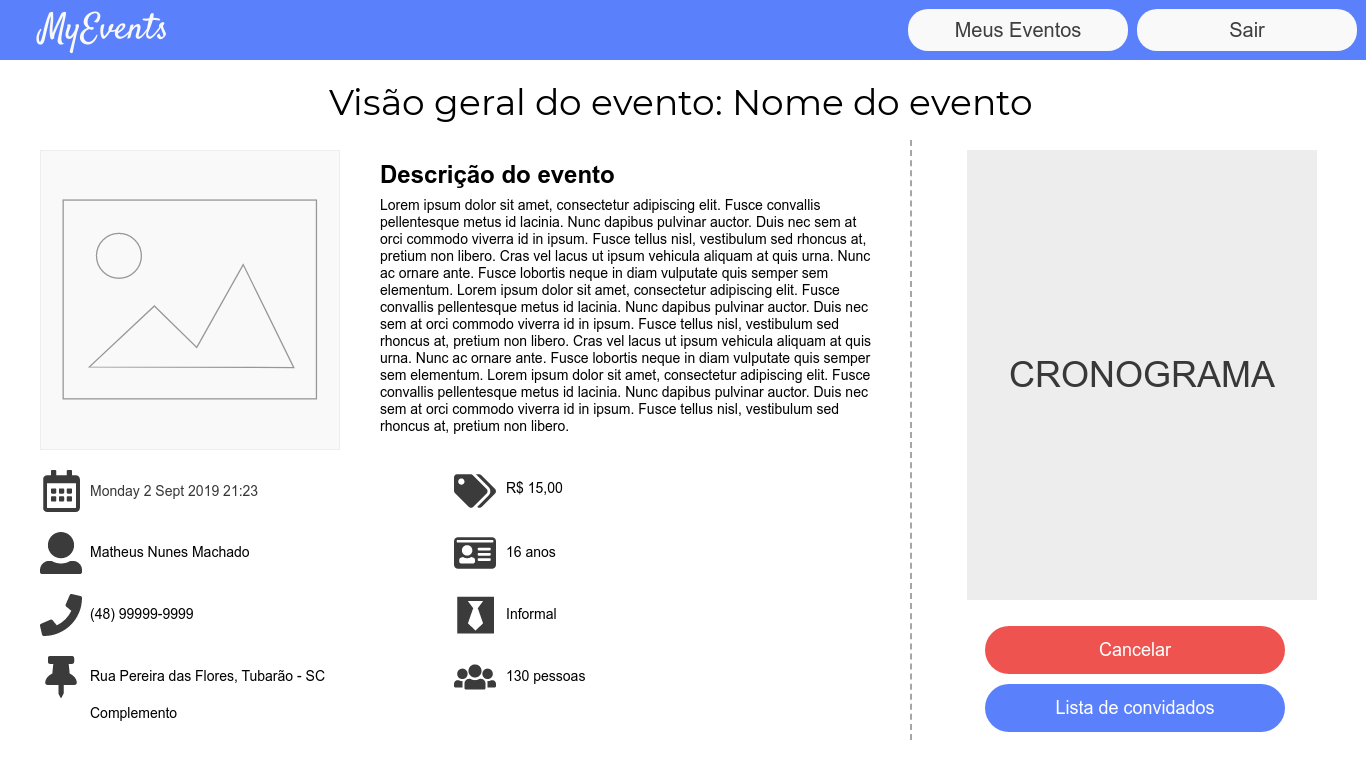 MyEvents
Meus Eventos
Sair
Visão geral do evento: Nome do evento
Descrição do evento
Lorem ipsum dolor sit amet, consectetur adipiscing elit. Fusce convallis
pellentesque metus id lacinia. Nunc dapibus pulvinar auctor. Duis nec sem at
orci commodo viverra id in ipsum. Fusce tellus nisl, vestibulum sed rhoncus at,
pretium non libero. Cras vel lacus ut ipsum vehicula aliquam at quis urna. Nunc
ac ornare ante. Fusce lobortis neque in diam vulputate quis semper sem
elementum. Lorem ipsum dolor sit amet, consectetur adipiscing elit. Fusce
convallis pellentesque metus id lacinia. Nunc dapibus pulvinar auctor. Duis nec
sem at orci commodo viverra id in ipsum. Fusce tellus nisl, vestibulum sed
rhoncus at, pretium non libero. Cras vel lacus ut ipsum vehicula aliquam at quis
urna. Nunc ac ornare ante. Fusce lobortis neque in diam vulputate quis semper
sem elementum. Lorem ipsum dolor sit amet, consectetur adipiscing elit. Fusce
convallis pellentesque metus id lacinia. Nunc dapibus pulvinar auctor. Duis nec
sem at orci commodo viverra id in ipsum. Fusce tellus nisl, vestibulum sed
rhoncus at, pretium non libero.
Monday 2 Sept 2019 21:23
Matheus Nunes Machado
(48) 99999-9999
Rua Pereira das Flores, Tubarão - SC
Complemento
R$ 15,00
16 anos
Informal
130 pessoas
CRONOGRAMA
Cancelar
Lista de convidados